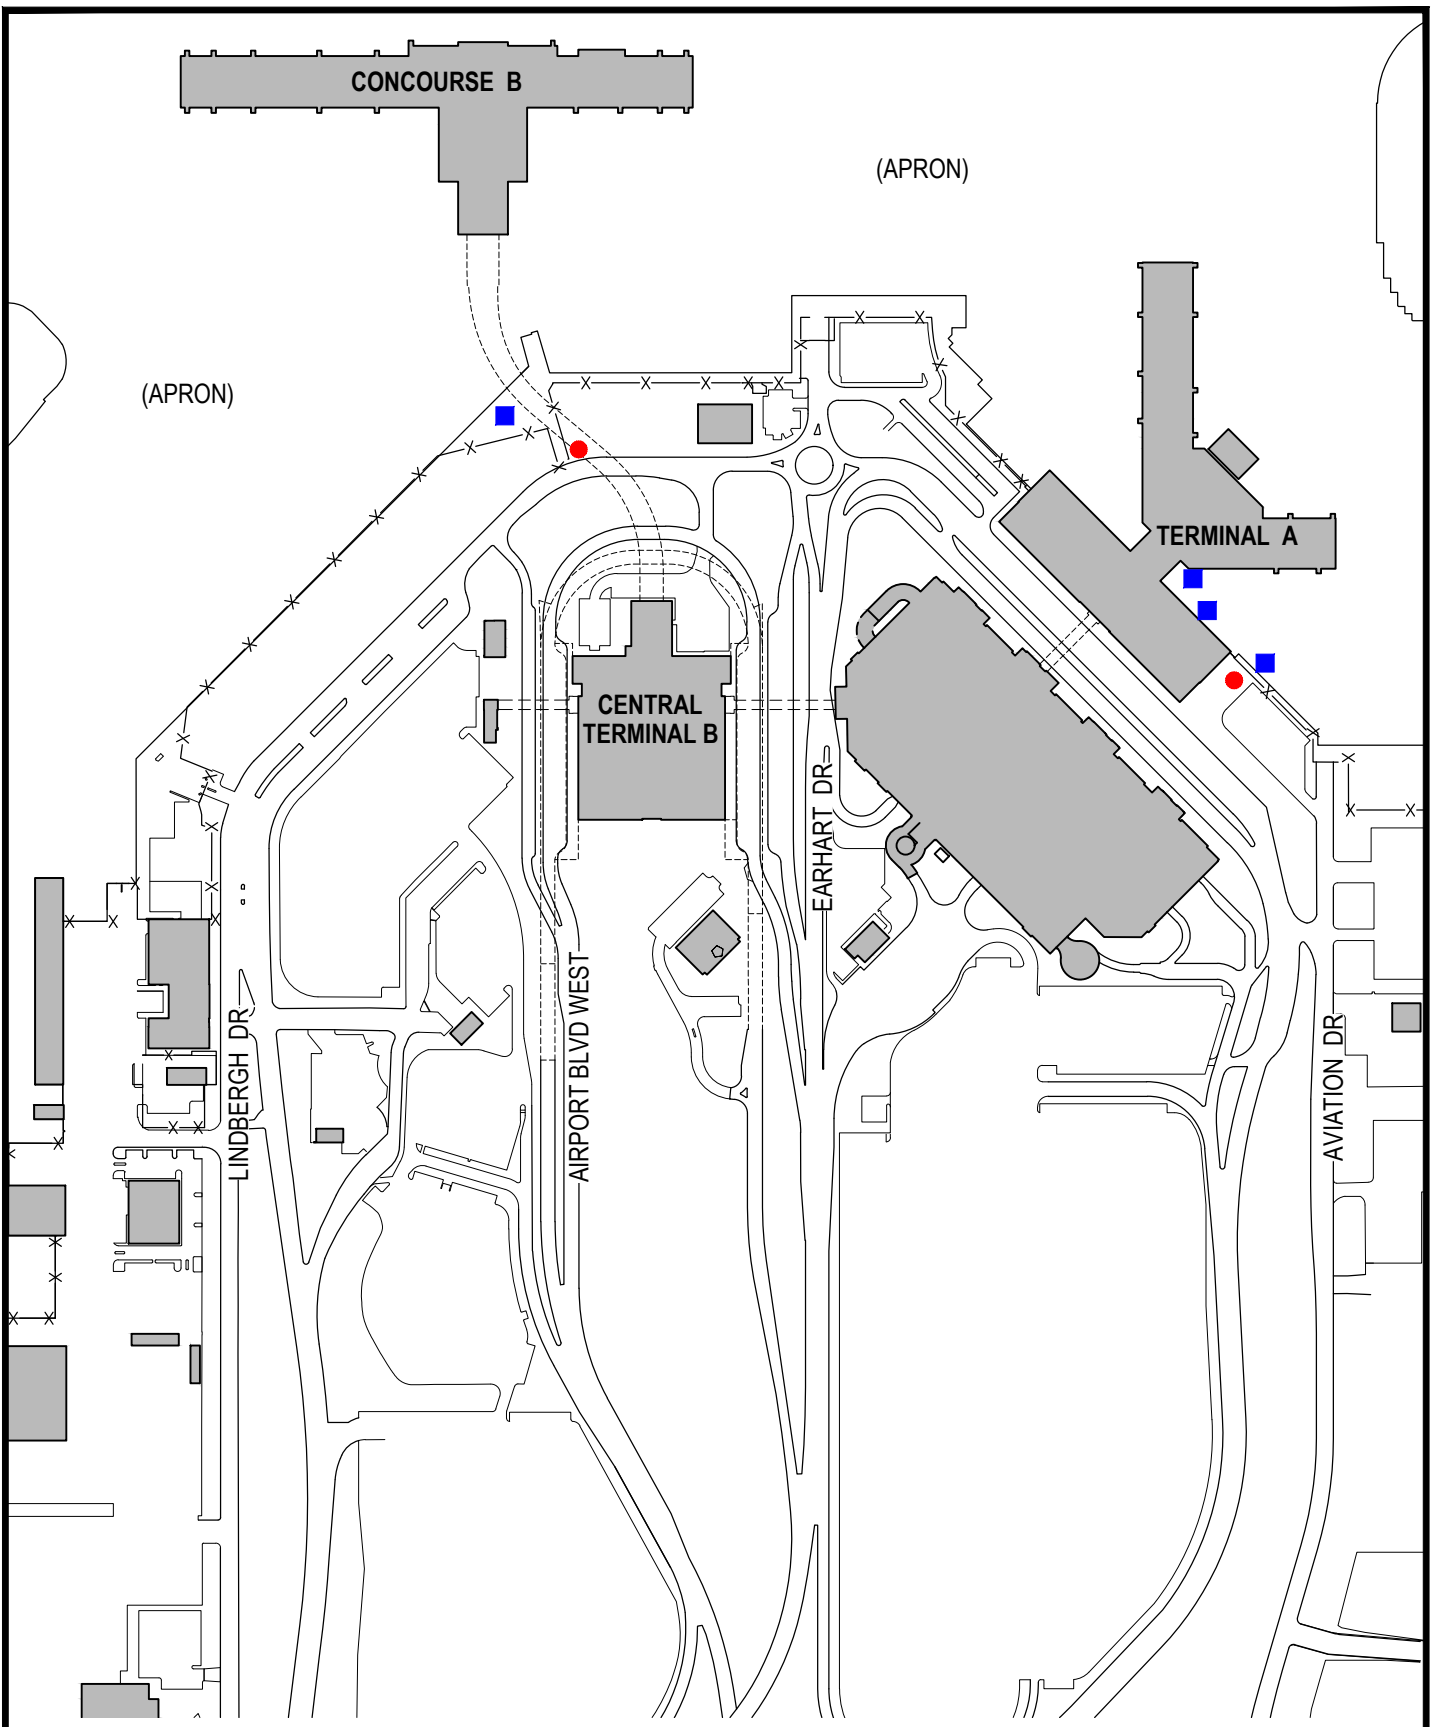 CONCOURSE B
(APRON)
(APRON)
TERMINAL A
CENTRAL
TERMINAL B
EARHART DR
AIRPORT BLVD WEST
LINDBERGH DR
AVIATION DR